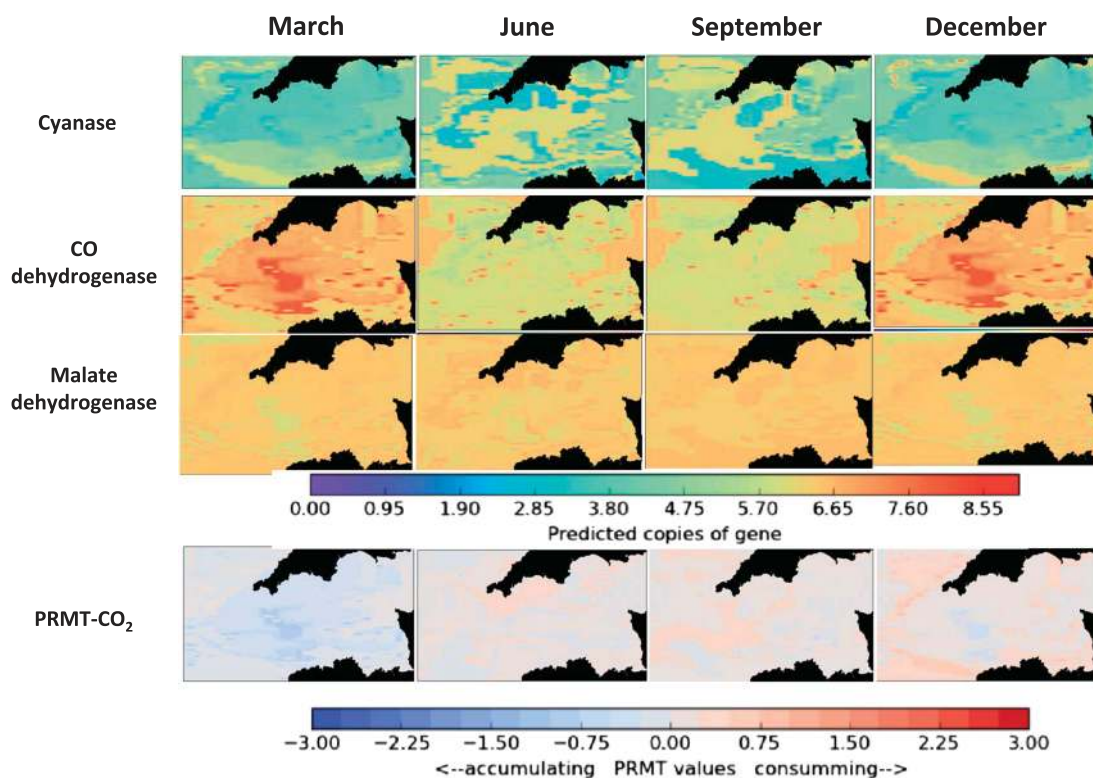 March June September December
Cyanase
CO
dehydrogenase
Malate
dehydrogenase
0.00 0.95 1.90 2.85 3.80 4.75 5.70 6.65 7.60 8.55
Predicted copies of gene
PRMT-CO₂
−3.00 −2.25 −1.50 −0.75 0.00 0.75 1.50 2.25 3.00
<--accumulating PRMT values consumming-->